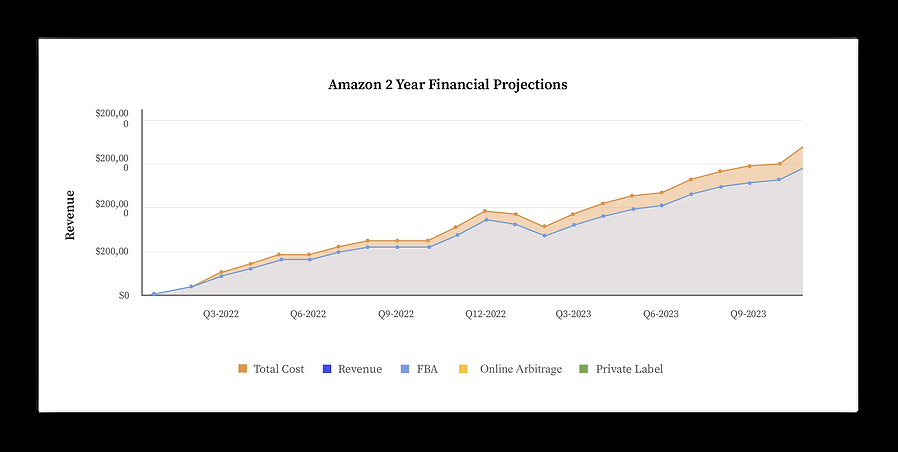 Amazon 2 Year Financial Projections
$200,00
0
$200,00
0
$200,00
0
$200,00
$0
Revenue
Q3-2022 Q6-2022 Q9-2022 Q12-2022 Q3-2023 Q6-2023 Q9-2023
Total Cost Revenue FBA Online Arbitrage Private Label